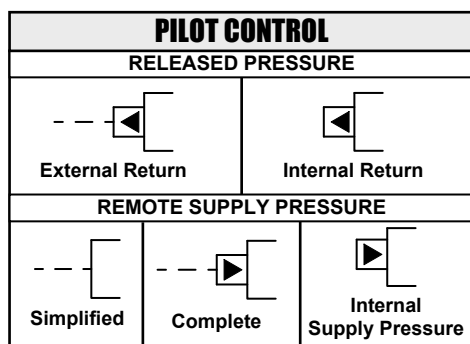 PILOT CONTROL
RELEASED PRESSURE
External Return
Internal Return
REMOTE SUPPLY PRESSURE
Simplified
Complete
Internal
Supply Pressure